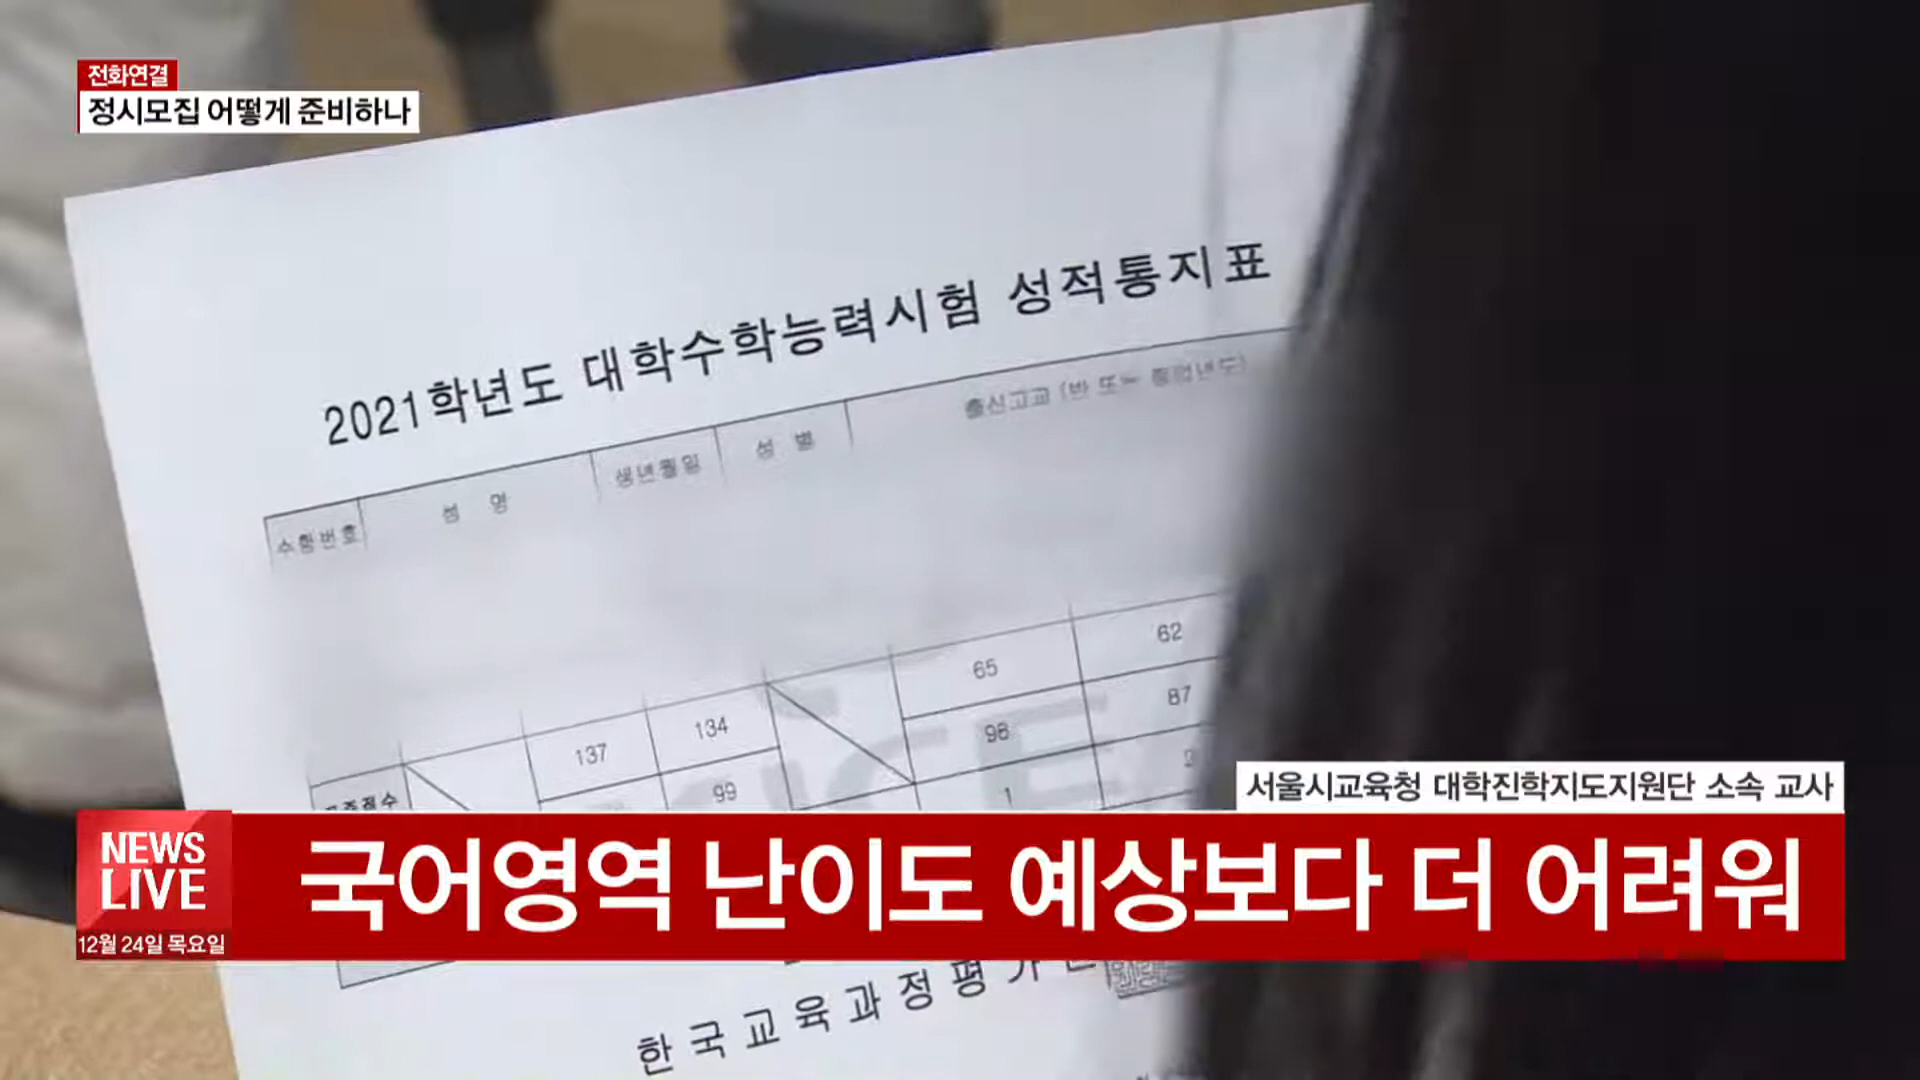 전화연결
정시모집 어떻게 준비하나
2021학년도 대학수학능력시험 성적통지표
수험번호 성 명 생년월일 성 별 출신고교 (반 또는 졸업년도)
137 134 65 62
99 98 87
표준점수 1 2
서울시교육청 대학진학지도지원단 소속 교사
NEWS
LIVE
국어영역 난이도 예상보다 더 어려워
12월 24일 목요일
한국교육과정평가